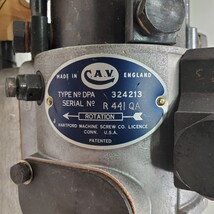 C.A.V.
MADE IN ENGLAND
TYPE Nº DPA 324213
SERIAL Nº R 441 QA
ROTATION
HARTFORD MACHINE SCREW CO. LICENCE
CONN. U.S.A.
PATENTED